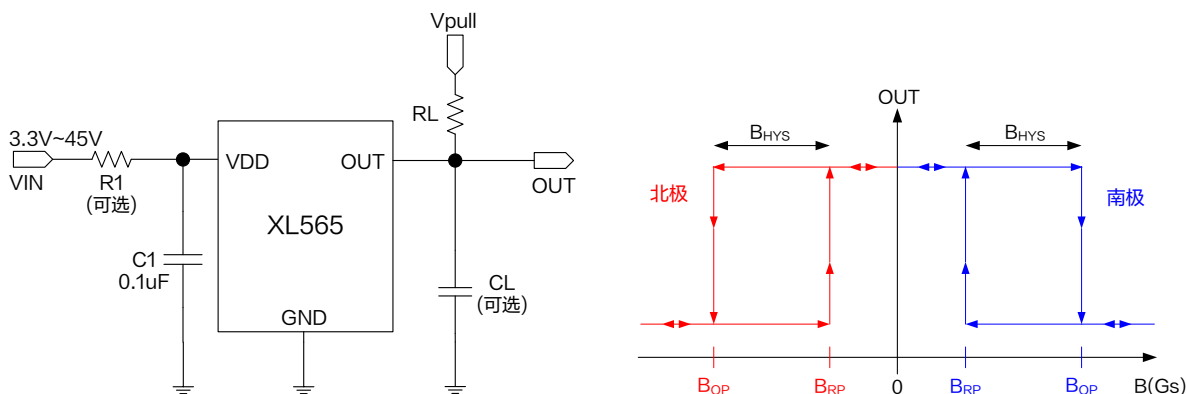 Vpull
RL
3.3V~45V
VIN
R1
(可选)
VDD
OUT
OUT
XL565
C1
0.1uF
CL
(可选)
GND
OUT
BHYS
BHYS
北极
南极
BOP
BRP
0
BRP
BOP
B(Gs)